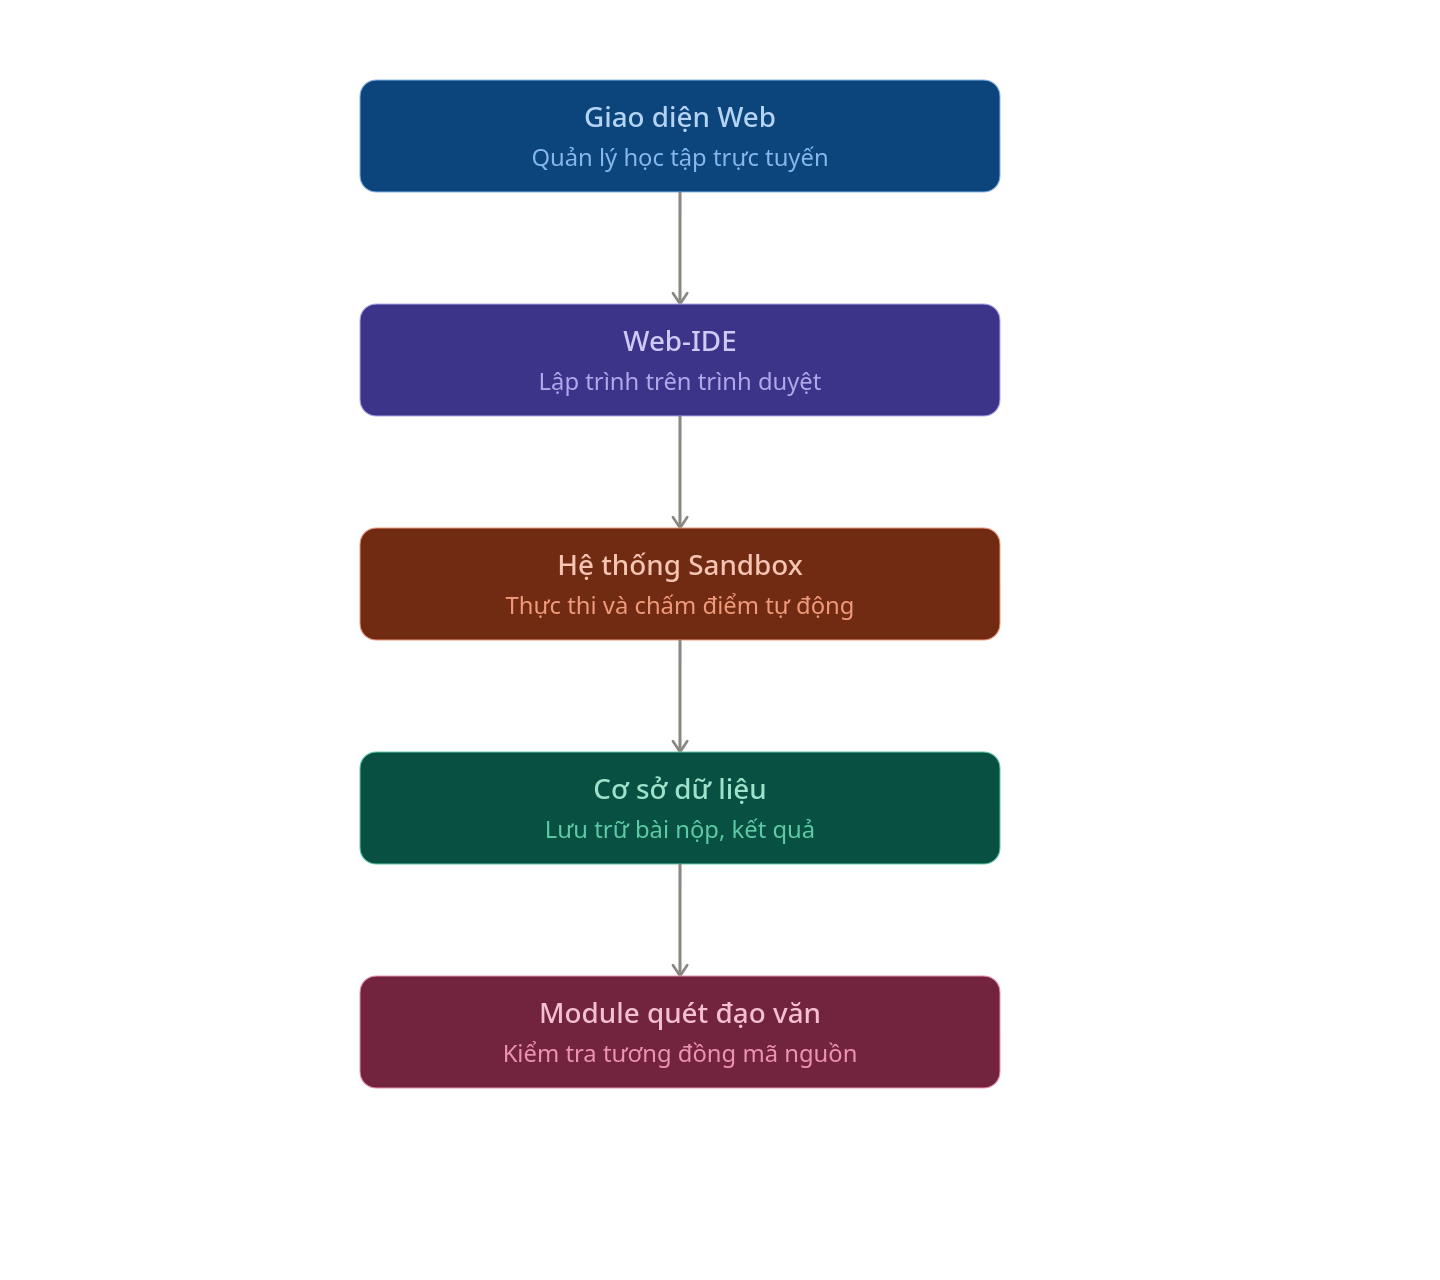 Giao diện Web
Quản lý học tập trực tuyến
Web-IDE
Lập trình trên trình duyệt
Hệ thống Sandbox
Thực thi và chấm điểm tự động
Cơ sở dữ liệu
Lưu trữ bài nộp, kết quả
Module quét đạo văn
Kiểm tra tương đồng mã nguồn